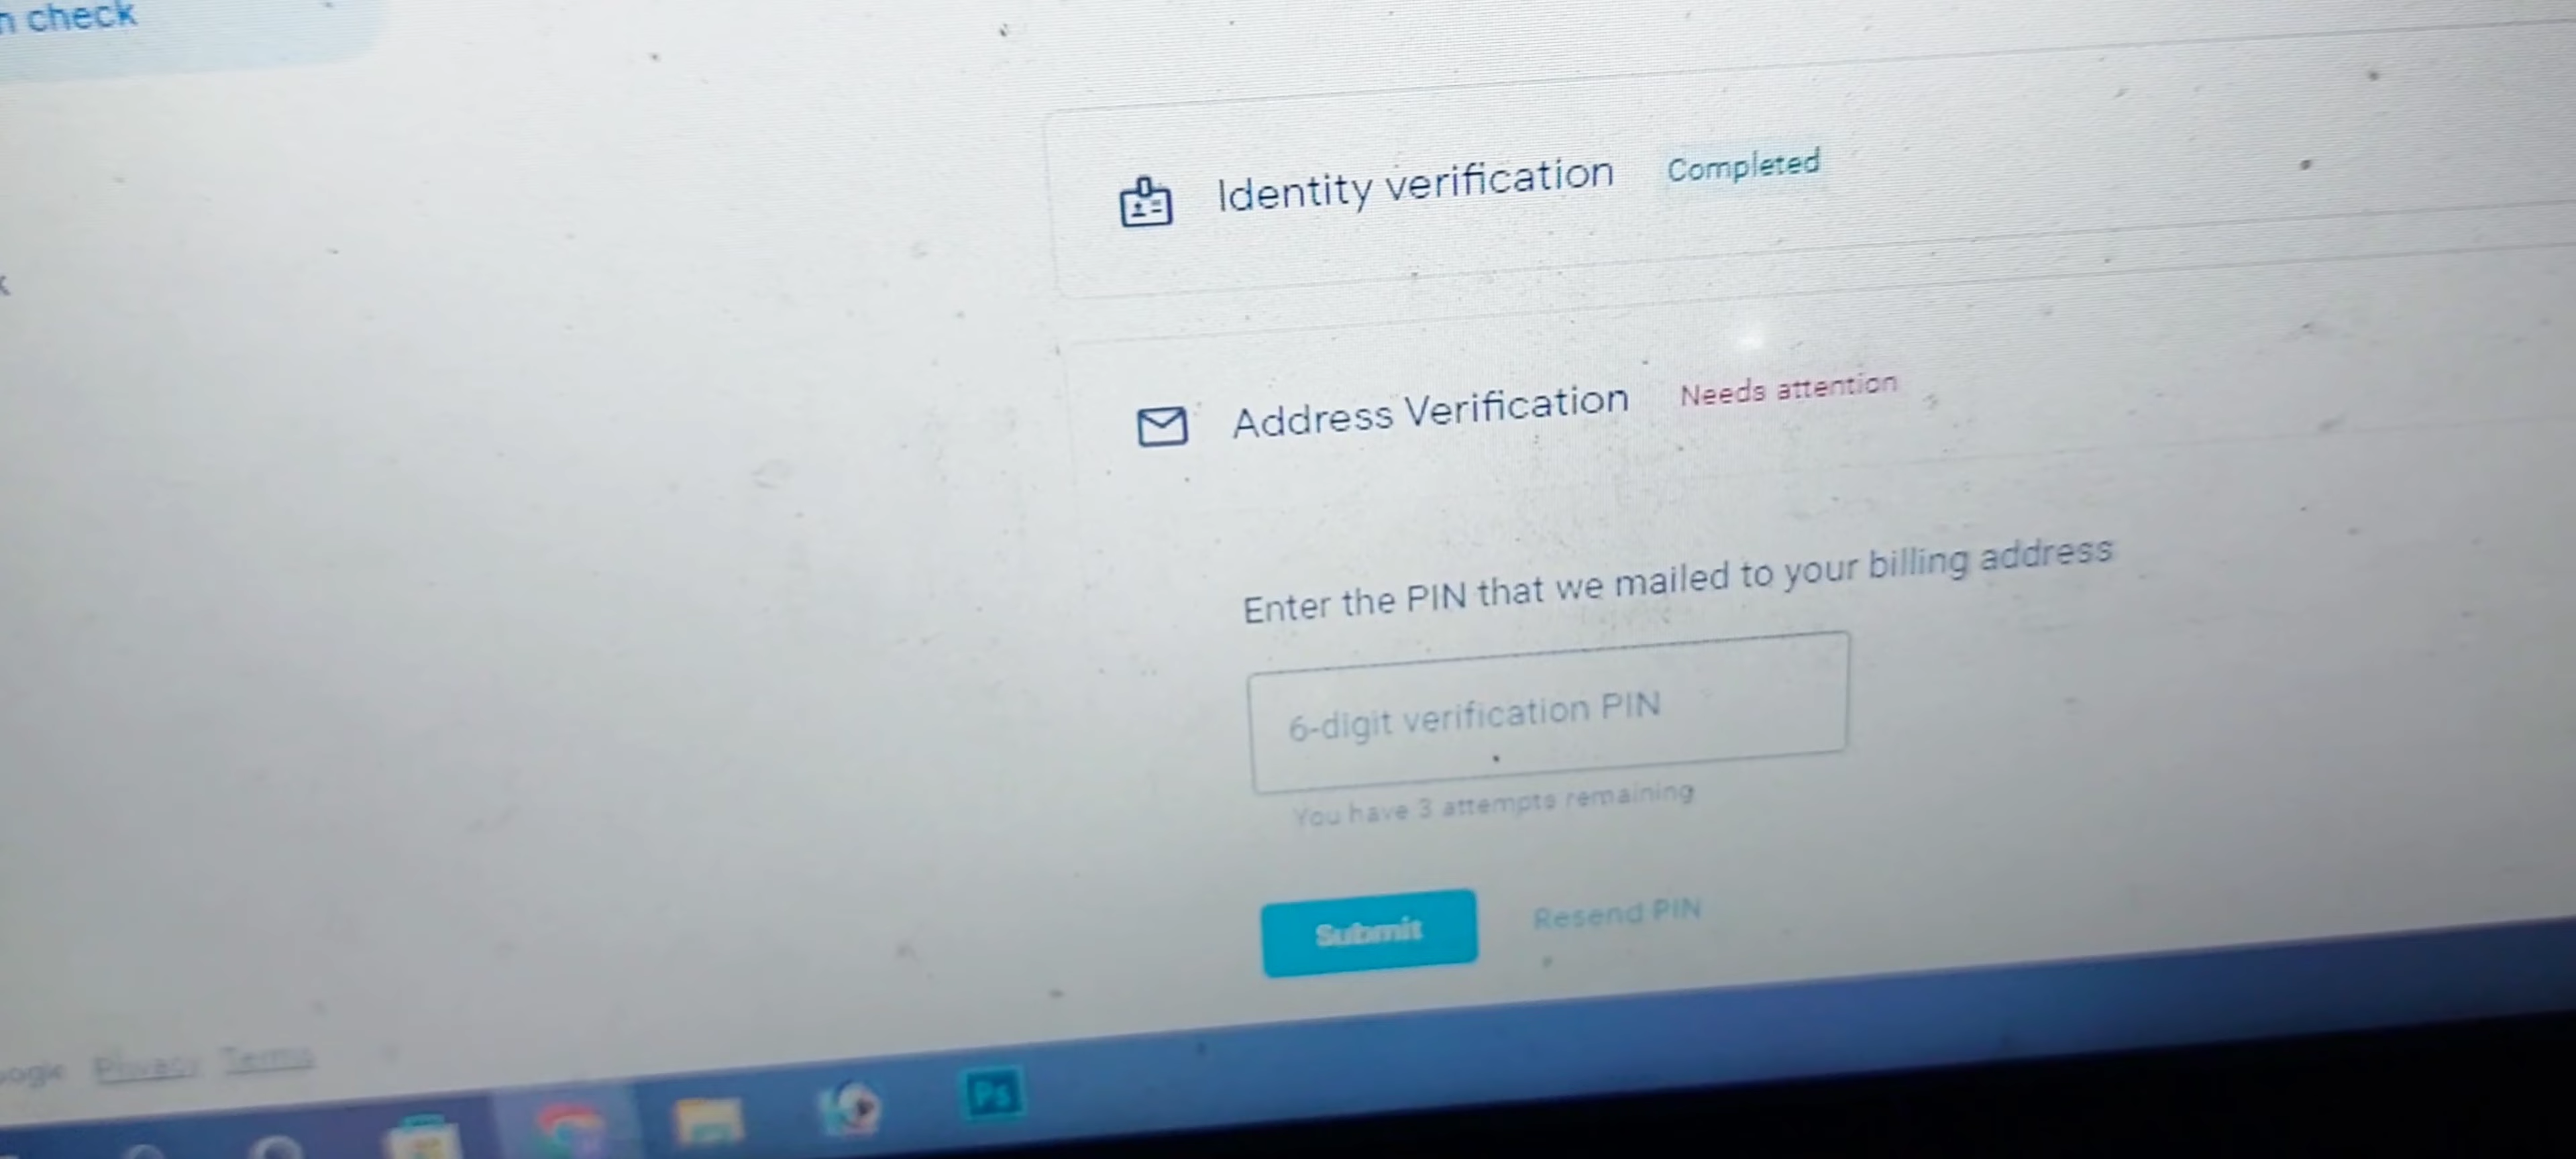 check
Identity verification Completed
Address Verification Needs attention
Enter the PIN that we mailed to your billing address
6-digit verification PIN
You have 3 attempts remaining
Submit Resend PIN
Privacy Terms
Ps